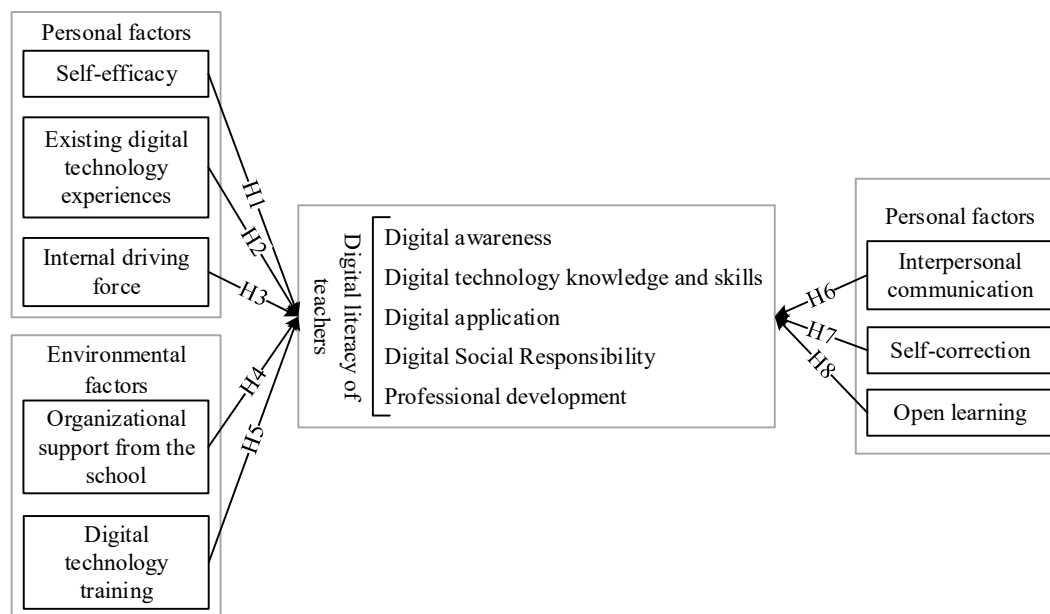 Personal factors
Self-efficacy
Existing digital
technology
experiences
Internal driving
force
Environmental
factors
Organizational
support from the
school
Digital
technology
training
H1
H2
H3
H4
H5
Digital literacy of
teachers
Digital awareness
Digital technology knowledge and skills
Digital application
Digital Social Responsibility
Professional development
H6
H7
H8
Personal factors
Interpersonal
communication
Self-correction
Open learning